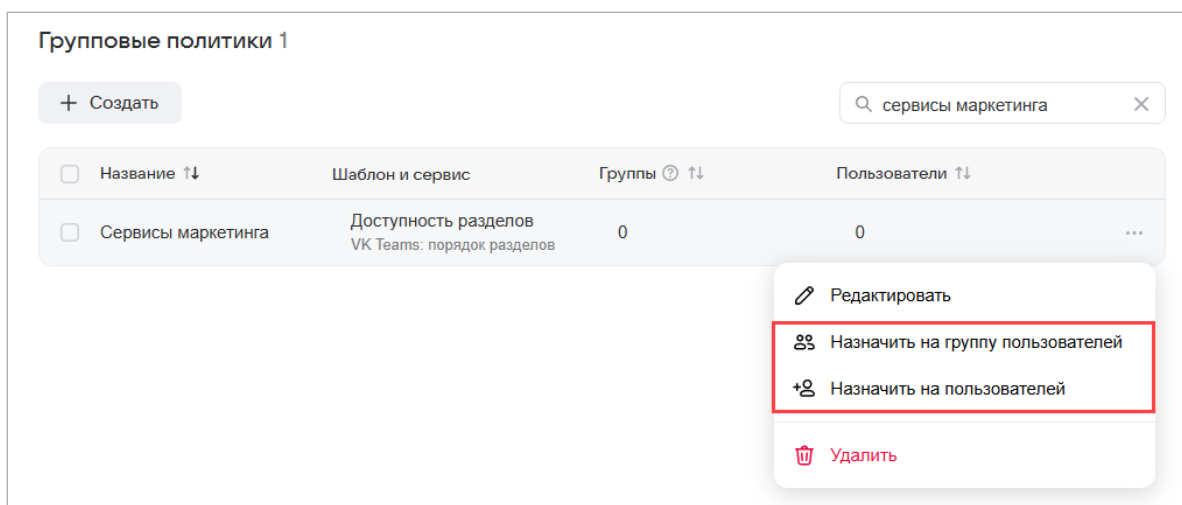 Групповые политики 1
+ Создать
сервисы маркетинга
Название
Шаблон и сервис
Группы
Пользователи
Сервисы маркетинга
Доступность разделов
VK Teams: порядок разделов
0
0
Редактировать
Назначить на группу пользователей
Назначить на пользователей
Удалить